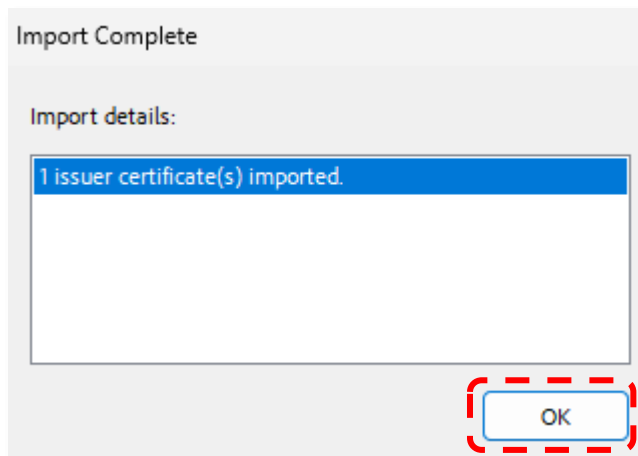 Import Complete
Import details:
1 issuer certificate(s) imported.
OK